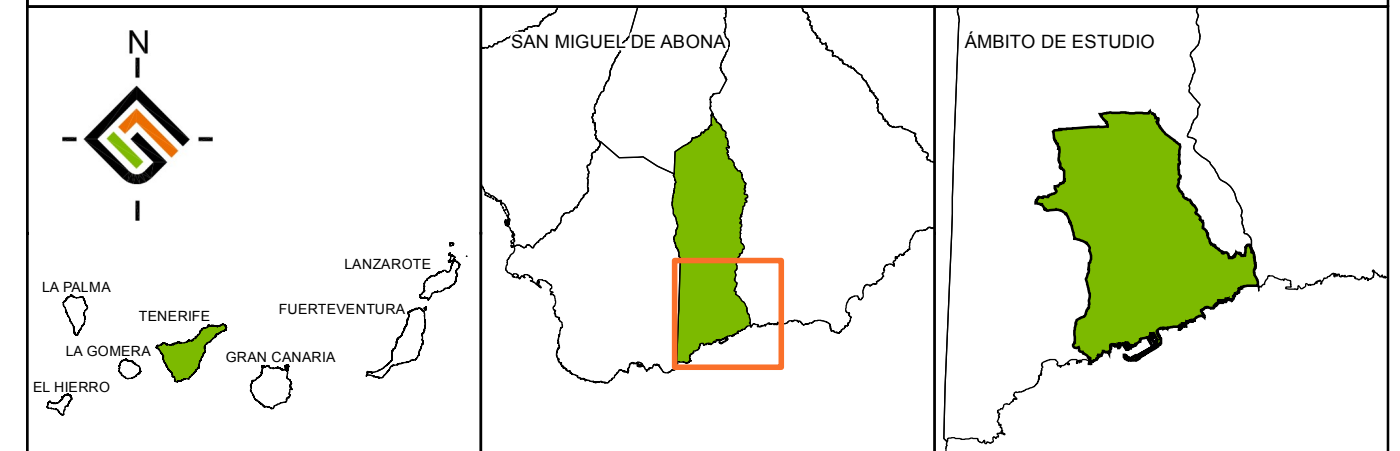 N
LA PALMA
TENERIFE
LA GOMERA
EL HIERRO
GRAN CANARIA
FUERTEVENTURA
LANZAROTE
SAN MIGUEL DE ABONA
ÁMBITO DE ESTUDIO